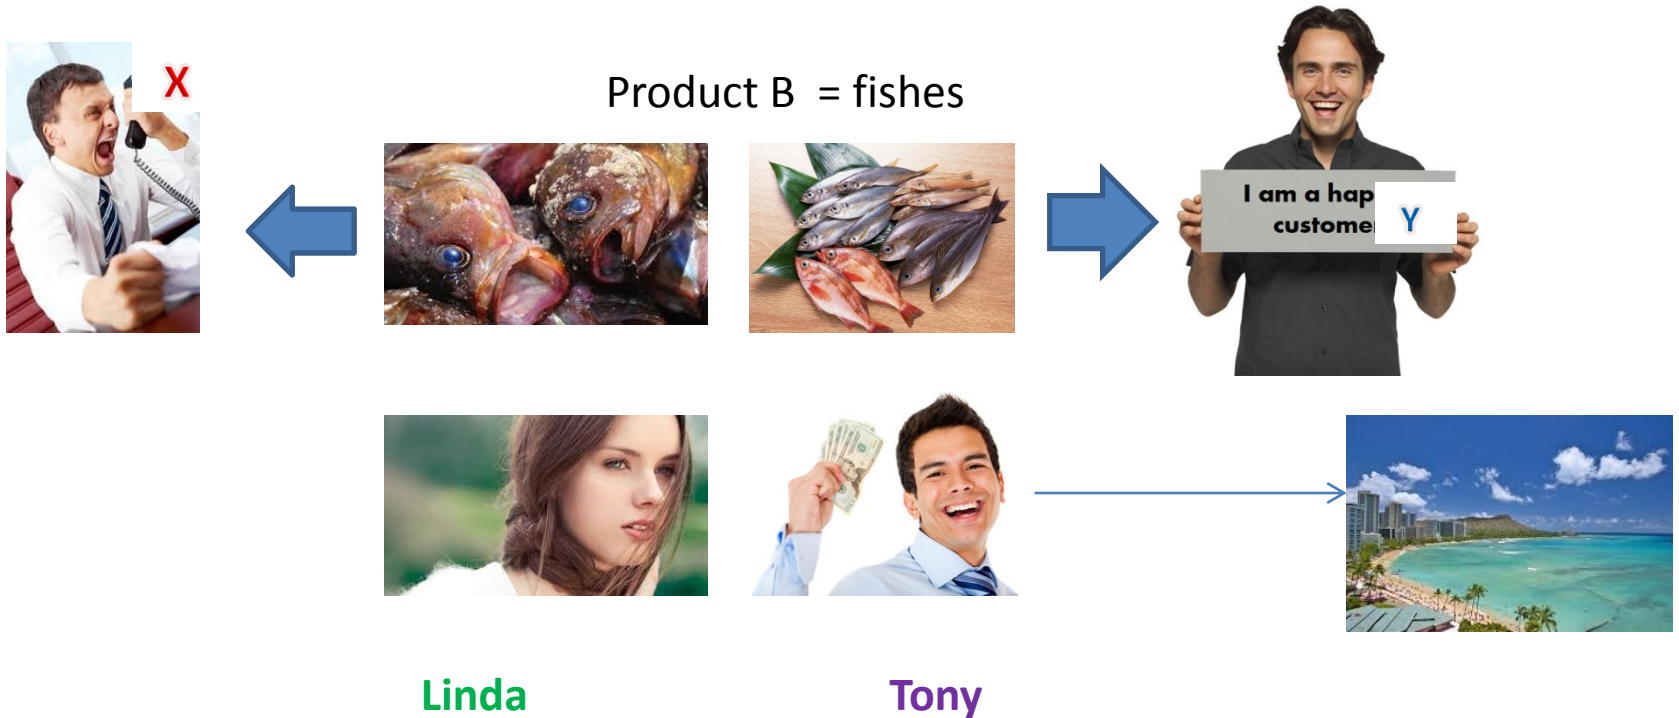 X
Product B = fishes
I am a hap
custome
Y
Linda
Tony